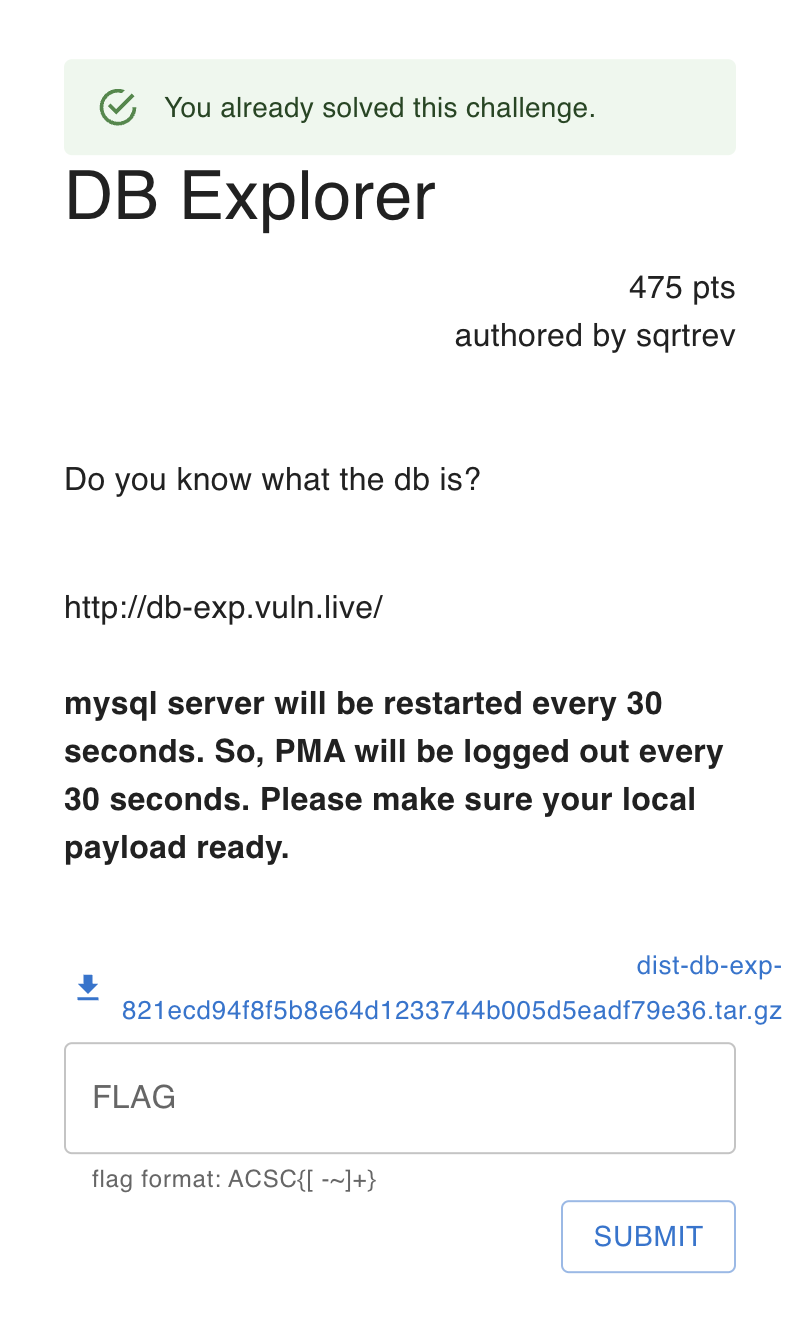 You already solved this challenge.
DB Explorer
475 pts
authored by sqrtrev
Do you know what the db is?
http://db-exp.vuln.live/
mysql server will be restarted every 30
seconds. So, PMA will be logged out every
30 seconds. Please make sure your local
payload ready.
dist-db-exp-
821ecd94f8f5b8e64d1233744b005d5eadf79e36.tar.gz
FLAG
flag format: ACSC{[ -~]+}
SUBMIT